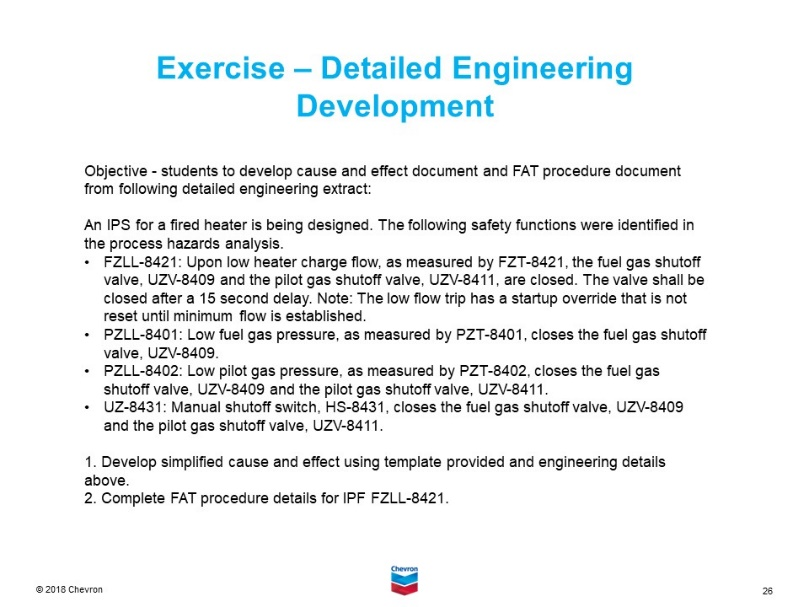 Exercise – Detailed Engineering
Development
Objective - students to develop cause and effect document and FAT procedure document
from following detailed engineering extract:
An IPS for a fired heater is being designed. The following safety functions were identified in
the process hazards analysis.
• FZLL-8421: Upon low heater charge flow, as measured by FZT-8421, the fuel gas shutoff
valve, UZV-8409 and the pilot gas shutoff valve, UZV-8411, are closed. The valve shall be
closed after a 15 second delay. Note: The low flow trip has a startup override that is not
reset until minimum flow is established.
• PZLL-8401: Low fuel gas pressure, as measured by PZT-8401, closes the fuel gas shutoff
valve, UZV-8409.
• PZLL-8402: Low pilot gas pressure, as measured by PZT-8402, closes the fuel gas
shutoff valve, UZV-8409 and the pilot gas shutoff valve, UZV-8411.
• UZ-8431: Manual shutoff switch, HS-8431, closes the fuel gas shutoff valve, UZV-8409
and the pilot gas shutoff valve, UZV-8411.
1. Develop simplified cause and effect using template provided and engineering details
above.
2. Complete FAT procedure details for IPF FZLL-8421.
© 2018 Chevron
Chevron
26